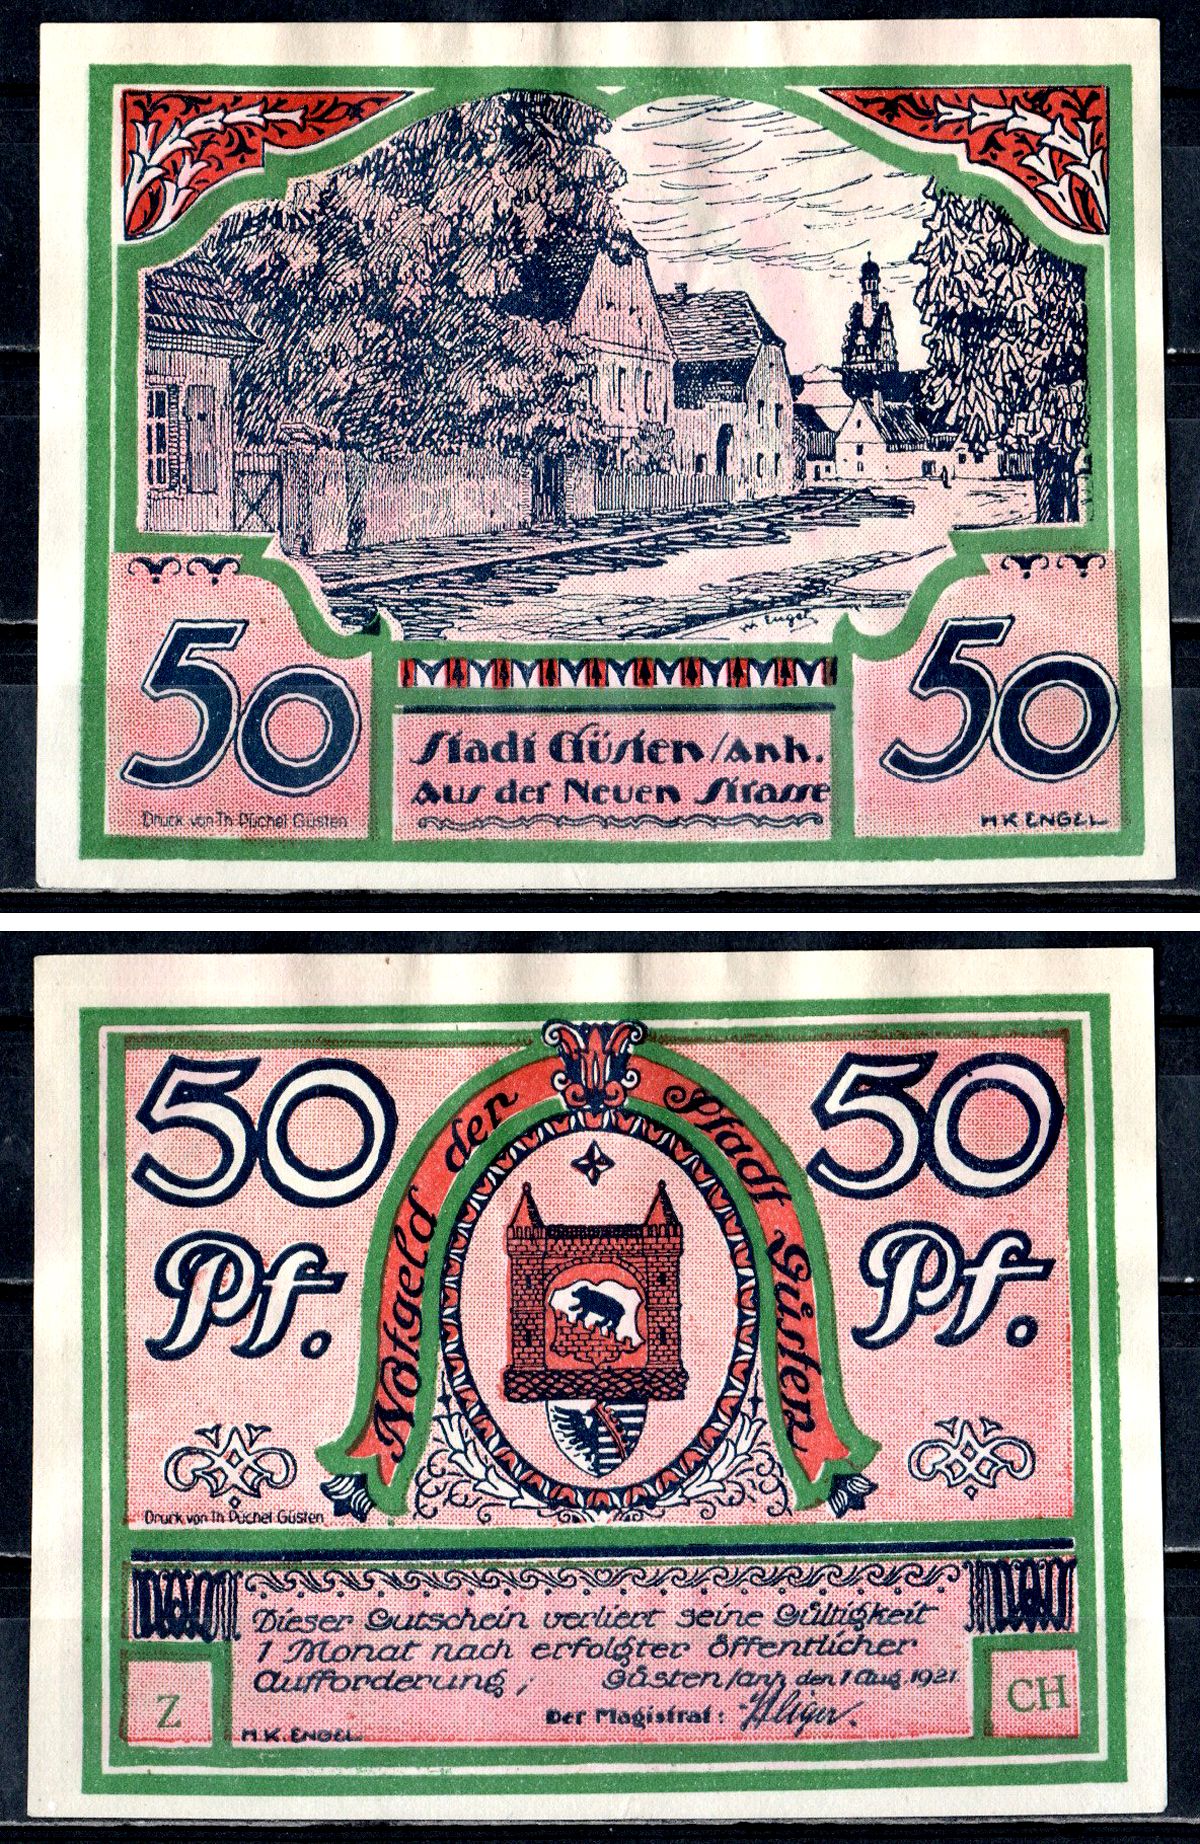 M Engel
50
50
Stadt Güsten/Anh.
Aus der Neuen Strasse
Druck von Th Püchel Güsten
H K ENGEL
50
Pf.
Notgeld der Stadt Güsten
50
Pf.
Druck von Th Püchel Güsten
Dieser Gutschein verliert seine Gültigkeit
1 Monat nach erfolgter öffentlicher
Aufforderung, Güsten/anh den 1 Aug. 1921.
Der Magistrat:
Z
H. K. ENGEL
CH